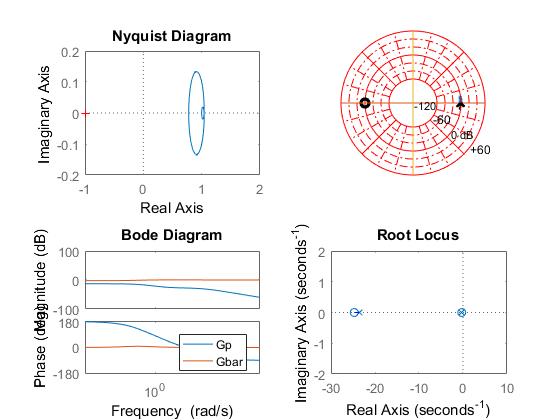 Nyquist Diagram
Imaginary Axis
0.2
0.1
0
-0.1
-0.2
-1
0
1
2
Real Axis
-120
-60
0 dB
+60
Bode Diagram
Magnitude (dB)
100
0
-100
Phase (deg)
180
0
-180
Gp
Gbar
10^0
Frequency (rad/s)
Root Locus
Imaginary Axis (seconds^-1)
2
1
0
-1
-2
-30
-20
-10
0
10
Real Axis (seconds^-1)